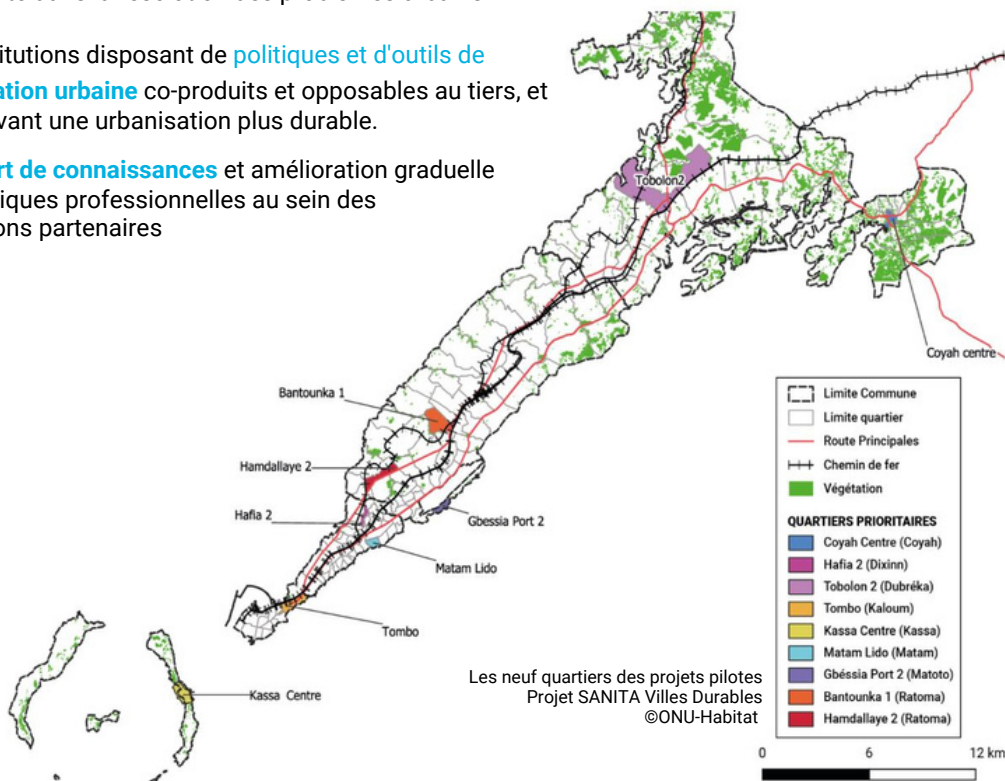 titutions disposant de politiques et d'outils de
ation urbaine co-produits et opposables au tiers, et
vant une urbanisation plus durable.
rt de connaissances et amélioration graduelle
iques professionnelles au sein des
ons partenaires
Tobolon2
Coyah centre
Bantounka 1
Hamdallaye 2
Hafia 2
Gbessia Port 2
Matam Lido
Tombo
Kassa Centre
Limite Commune
Limite quartier
Route Principales
Chemin de fer
Végétation
QUARTIERS PRIORITAIRES
Coyah Centre (Coyah)
Hafia 2 (Dixinn)
Tobolon 2 (Dubréka)
Tombo (Kaloum)
Kassa Centre (Kassa)
Matam Lido (Matam)
Gbéssia Port 2 (Matoto)
Bantounka 1 (Ratoma)
Hamdallaye 2 (Ratoma)
Les neuf quartiers des projets pilotes
Projet SANITA Villes Durables
©ONU-Habitat
0 6 12 km